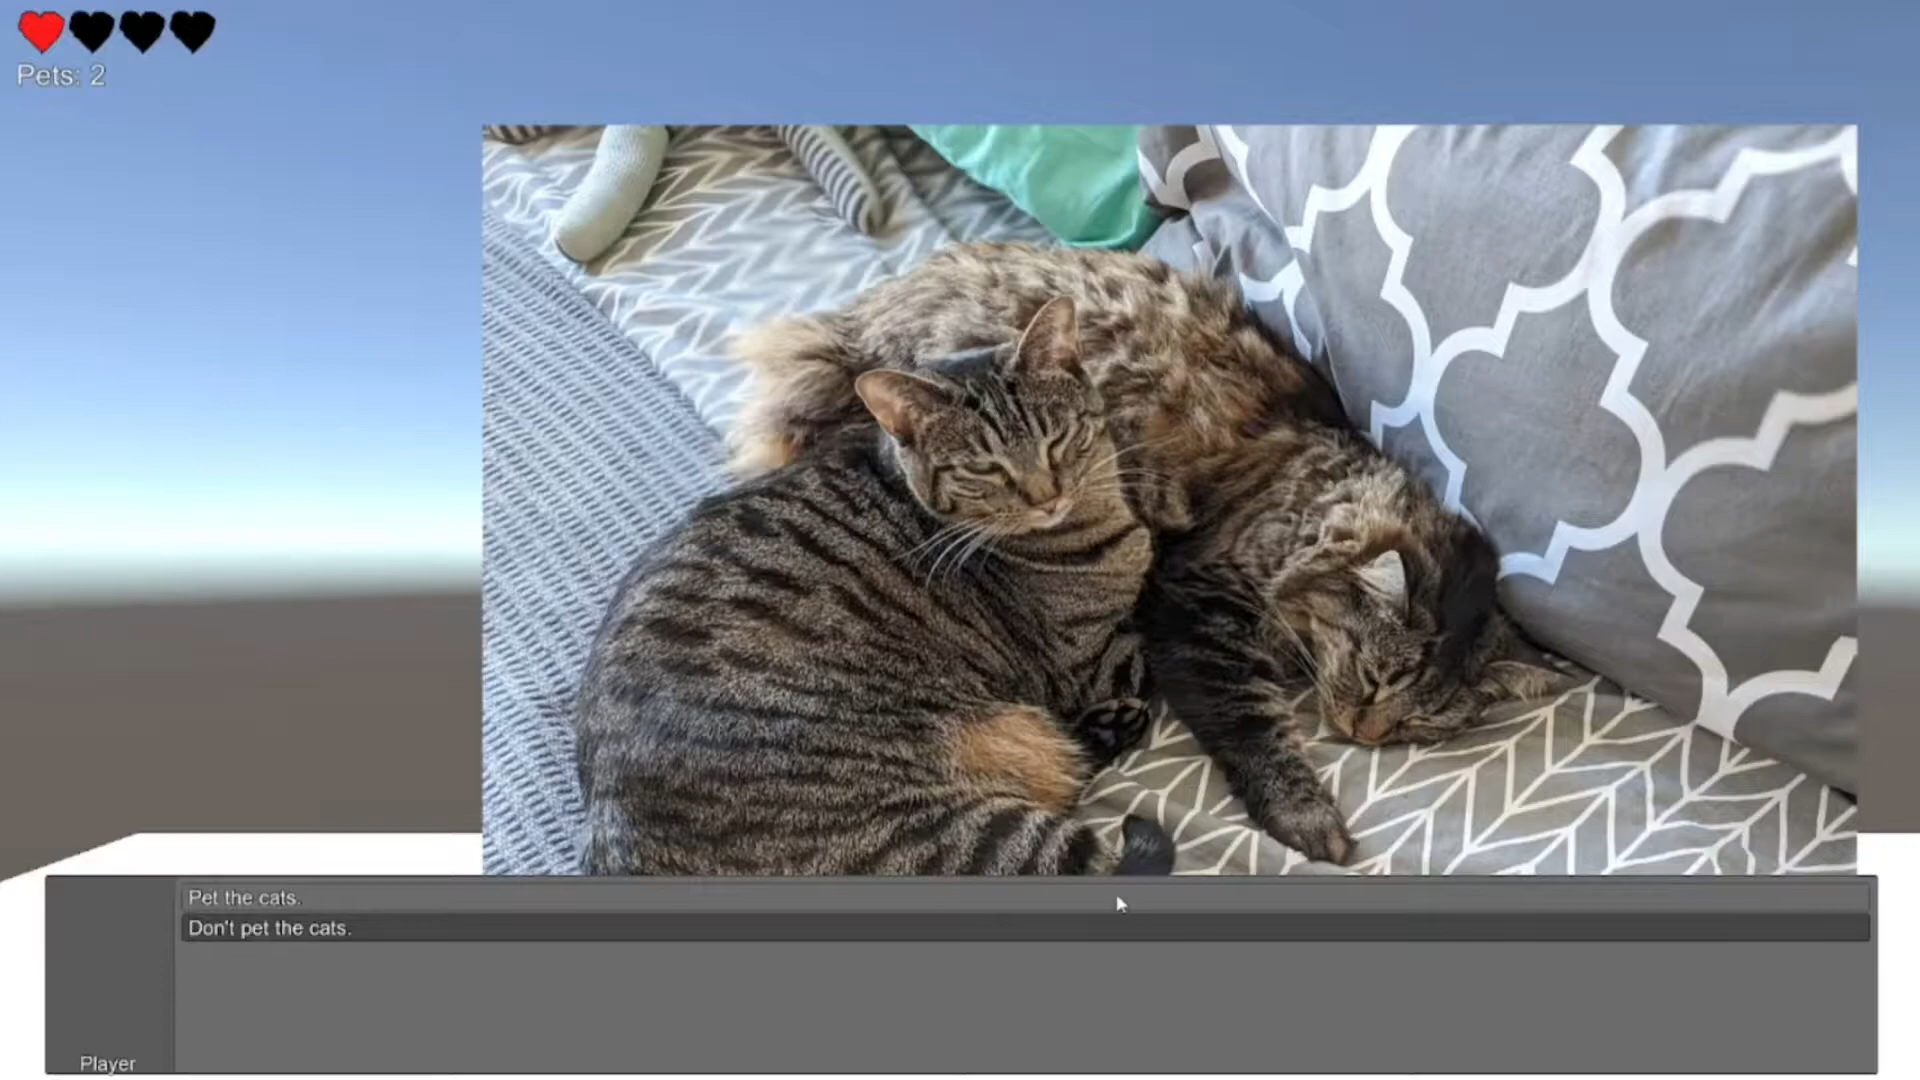 Pets: 2
Pet the cats.
Don't pet the cats.
Player